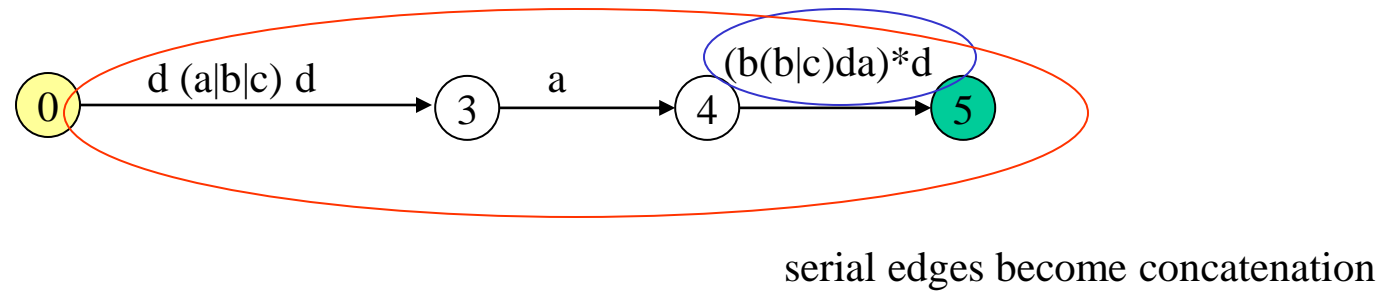 d (a|b|c) d a (b(b|c)da)*d
0 3 4 5
serial edges become concatenation